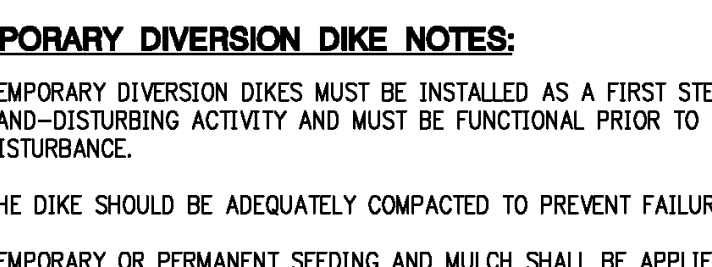 PORARY DIVERSION DIKE NOTES:
EMPORARY DIVERSION DIKES MUST BE INSTALLED AS A FIRST STE
AND-DISTURBING ACTIVITY AND MUST BE FUNCTIONAL PRIOR TO
ISTURBANCE.
HE DIKE SHOULD BE ADEQUATELY COMPACTED TO PREVENT FAILUR
EMPORARY OR PERMANENT SEEDING AND MULCH SHALL BE APPLIE